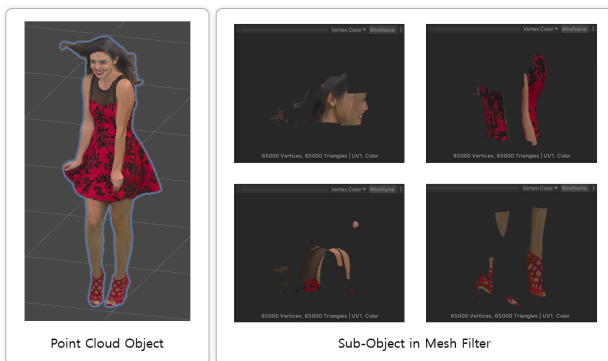 Vertex Color Wireframe
65000 Vertices, 65000 Triangles | UV1, Color
Vertex Color Wireframe
65000 Vertices, 65000 Triangles | UV1, Color
Vertex Color Wireframe
65000 Vertices, 65000 Triangles | UV1, Color
Vertex Color Wireframe
65000 Vertices, 65000 Triangles | UV1, Color
Point Cloud Object
Sub-Object in Mesh Filter